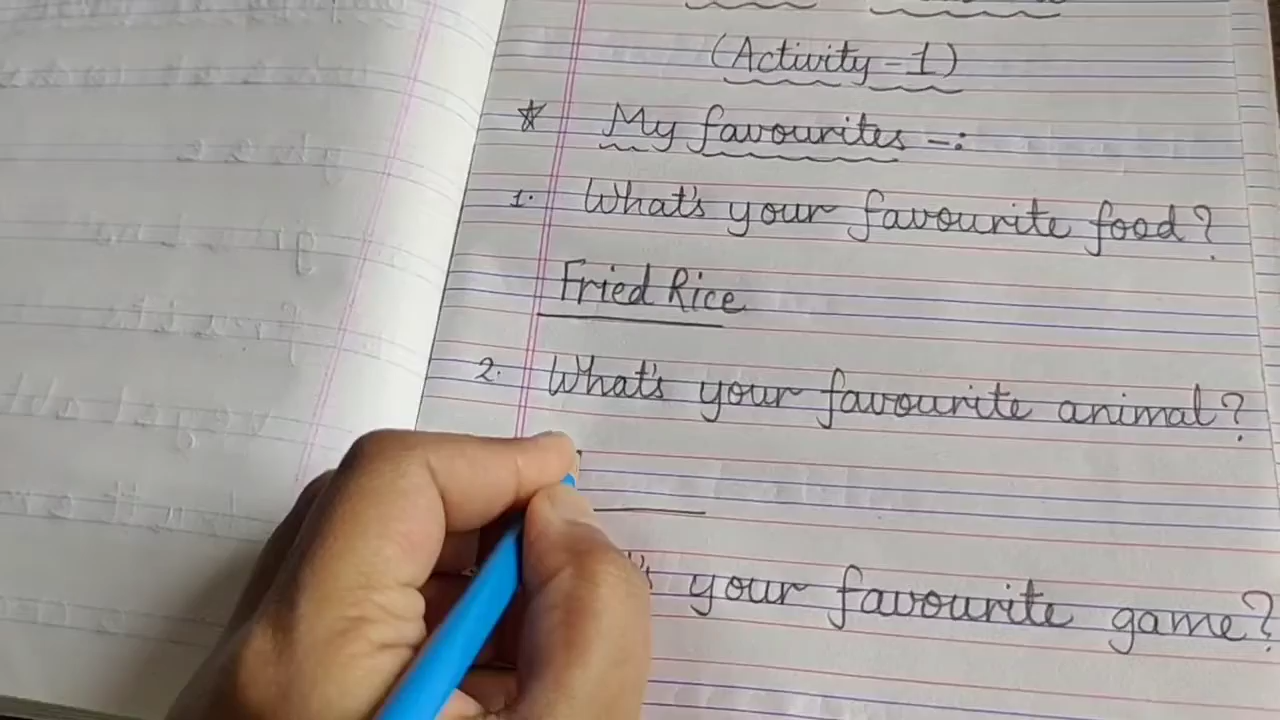 (Activity-1)
* My favourites -:
1. What's your favourite food?
Fried Rice
2. What's your favourite animal?
your favourite game?